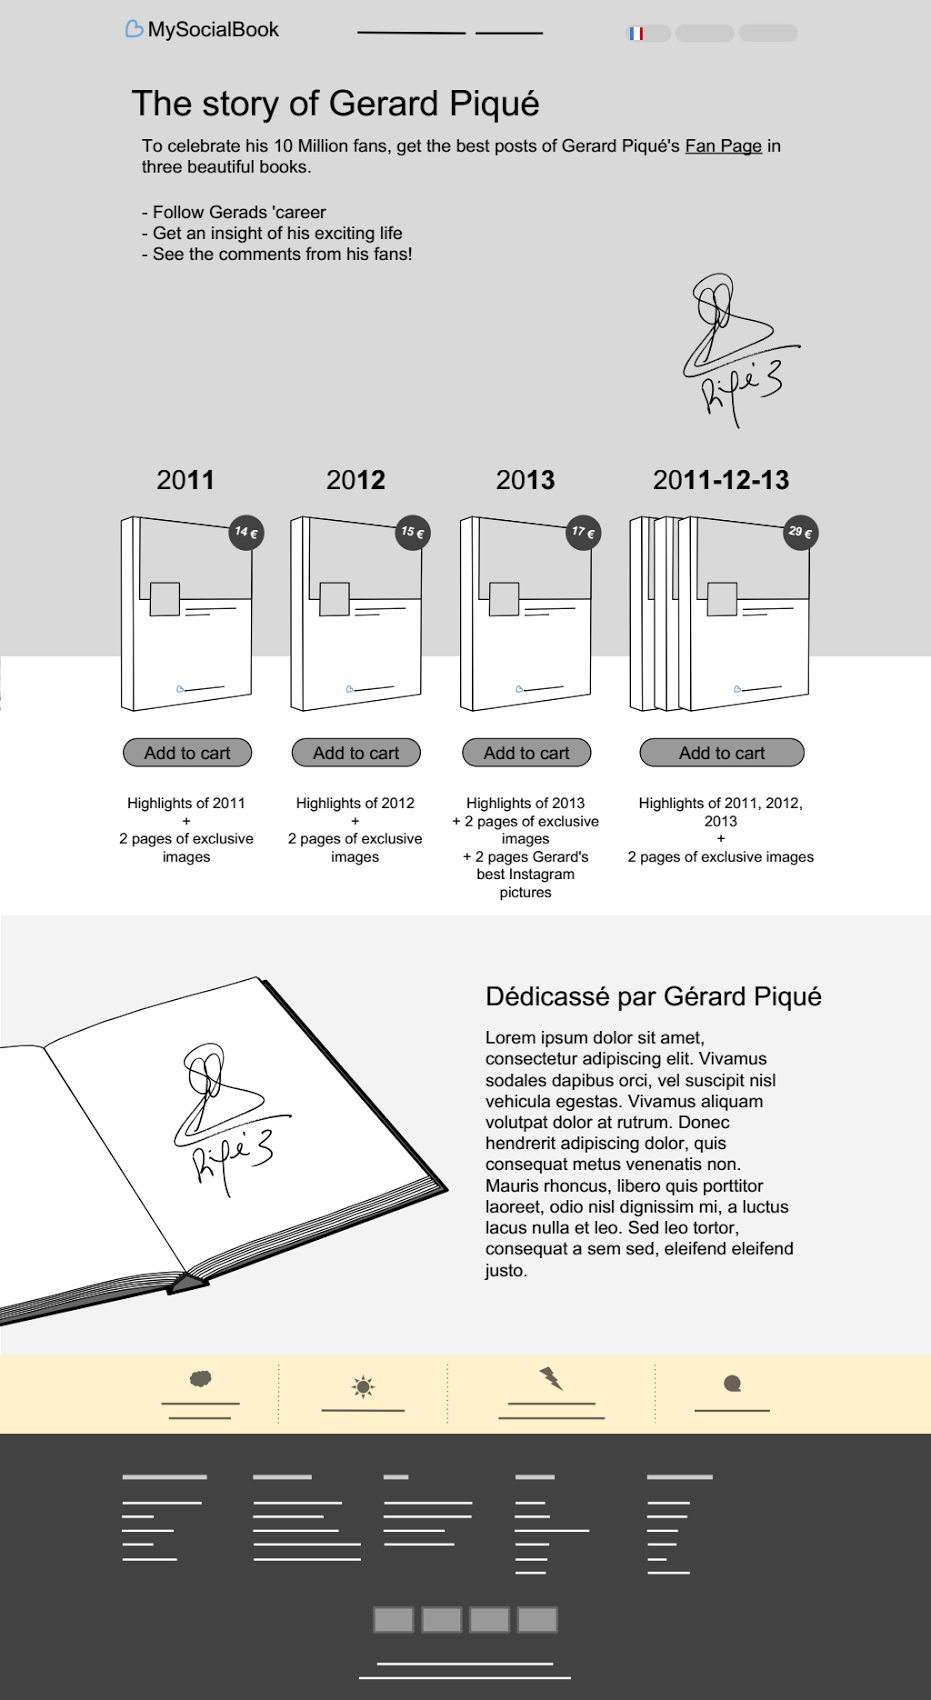 MySocialBook
The story of Gerard Piqué
To celebrate his 10 Million fans, get the best posts of Gerard Piqué's Fan Page in
three beautiful books.
- Follow Gerads 'career
- Get an insight of his exciting life
- See the comments from his fans!
2011
2012
2013
2011-12-13
14 €
15 €
17 €
29 €
Add to cart
Add to cart
Add to cart
Add to cart
Highlights of 2011
+
2 pages of exclusive
images
Highlights of 2012
+
2 pages of exclusive
images
Highlights of 2013
+ 2 pages of exclusive
images
+ 2 pages Gerard's
best Instagram
pictures
Highlights of 2011, 2012,
2013
+
2 pages of exclusive images
Dédicassé par Gérard Piqué
Lorem ipsum dolor sit amet,
consectetur adipiscing elit. Vivamus
sodales dapibus orci, vel suscipit nisl
vehicula egestas. Vivamus aliquam
volutpat dolor at rutrum. Donec
hendrerit adipiscing dolor, quis
consequat metus venenatis non.
Mauris rhoncus, libero quis porttitor
laoreet, odio nisl dignissim mi, a luctus
lacus nulla et leo. Sed leo tortor,
consequat a sem sed, eleifend eleifend
justo.